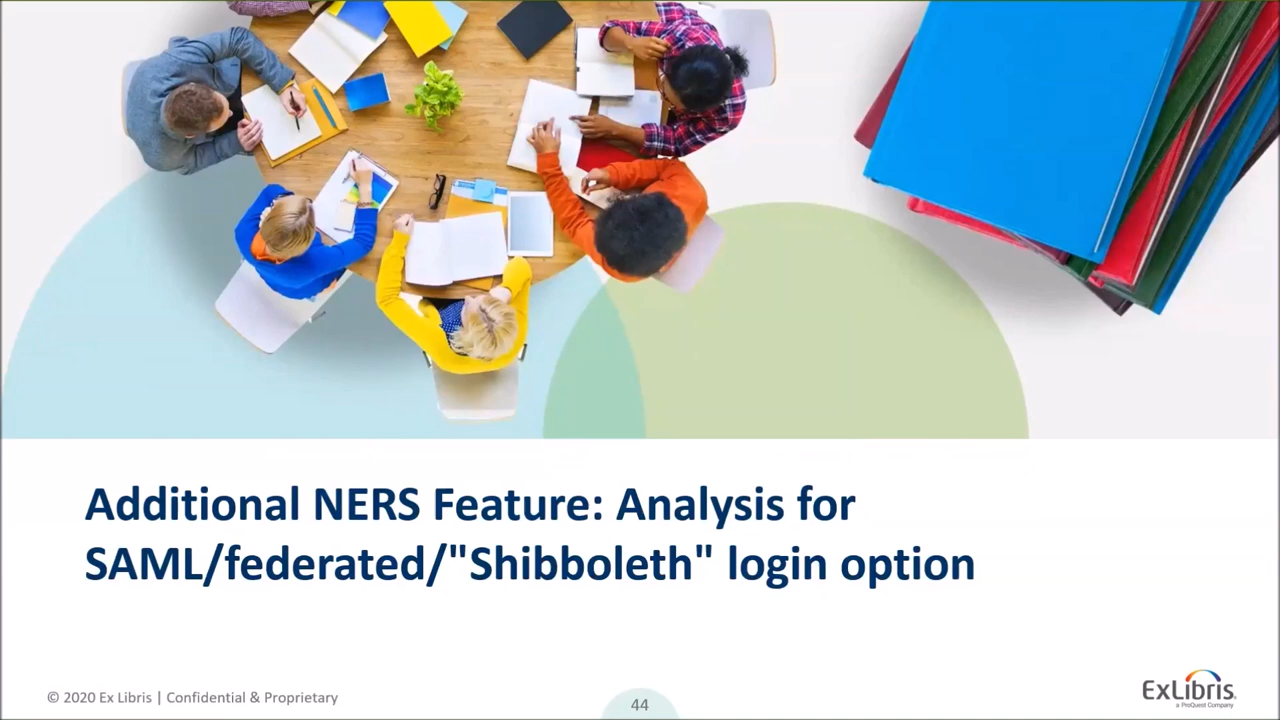 Additional NERS Feature: Analysis for
SAML/federated/"Shibboleth" login option
© 2020 Ex Libris | Confidential & Proprietary
44
ExLibris
a ProQuest Company